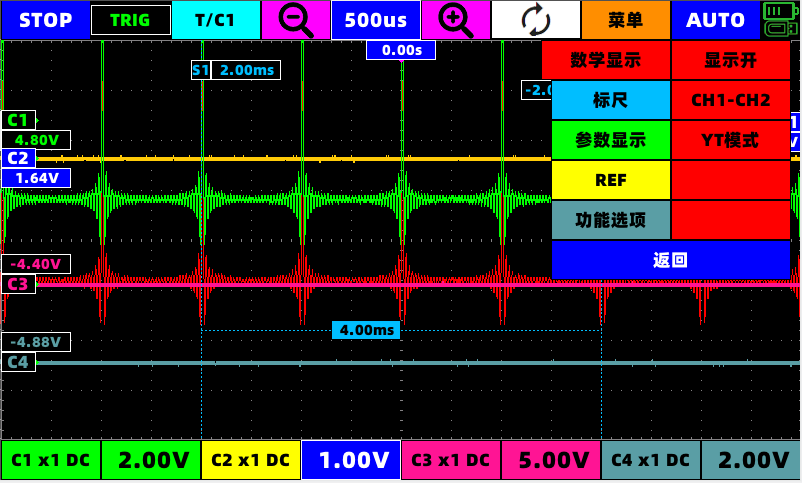 STOP TRIG T/C1 500us 菜单 AUTO
0.00s
S1 2.00ms
-2.0
数学显示 显示开
标尺 CH1-CH2
参数显示 YT模式
REF
功能选项
返回
C1
4.80V
C2
1.64V
-4.40V
C3
4.00ms
-4.88V
C4
C1 x1 DC 2.00V C2 x1 DC 1.00V C3 x1 DC 5.00V C4 x1 DC 2.00V